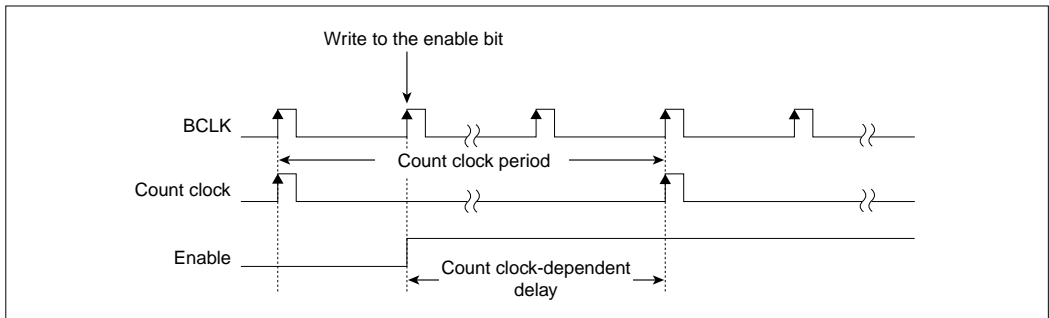 Write to the enable bit
BCLK
Count clock period
Count clock
Enable
Count clock-dependent
delay